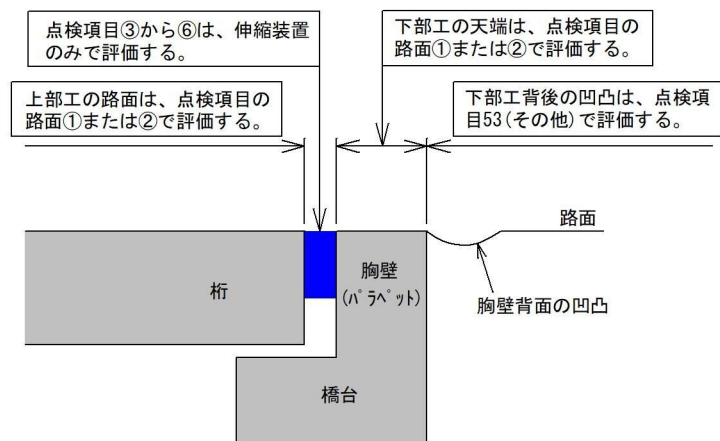 点検項目③から⑥は、伸縮装置
のみで評価する。
下部工の天端は、点検項目の
路面①または②で評価する。
上部工の路面は、点検項目の
路面①または②で評価する。
下部工背後の凹凸は、点検項
目53(その他)で評価する。
路面
胸壁
(ﾊﾟﾗﾍﾟｯﾄ)
桁
胸壁背面の凹凸
橋台